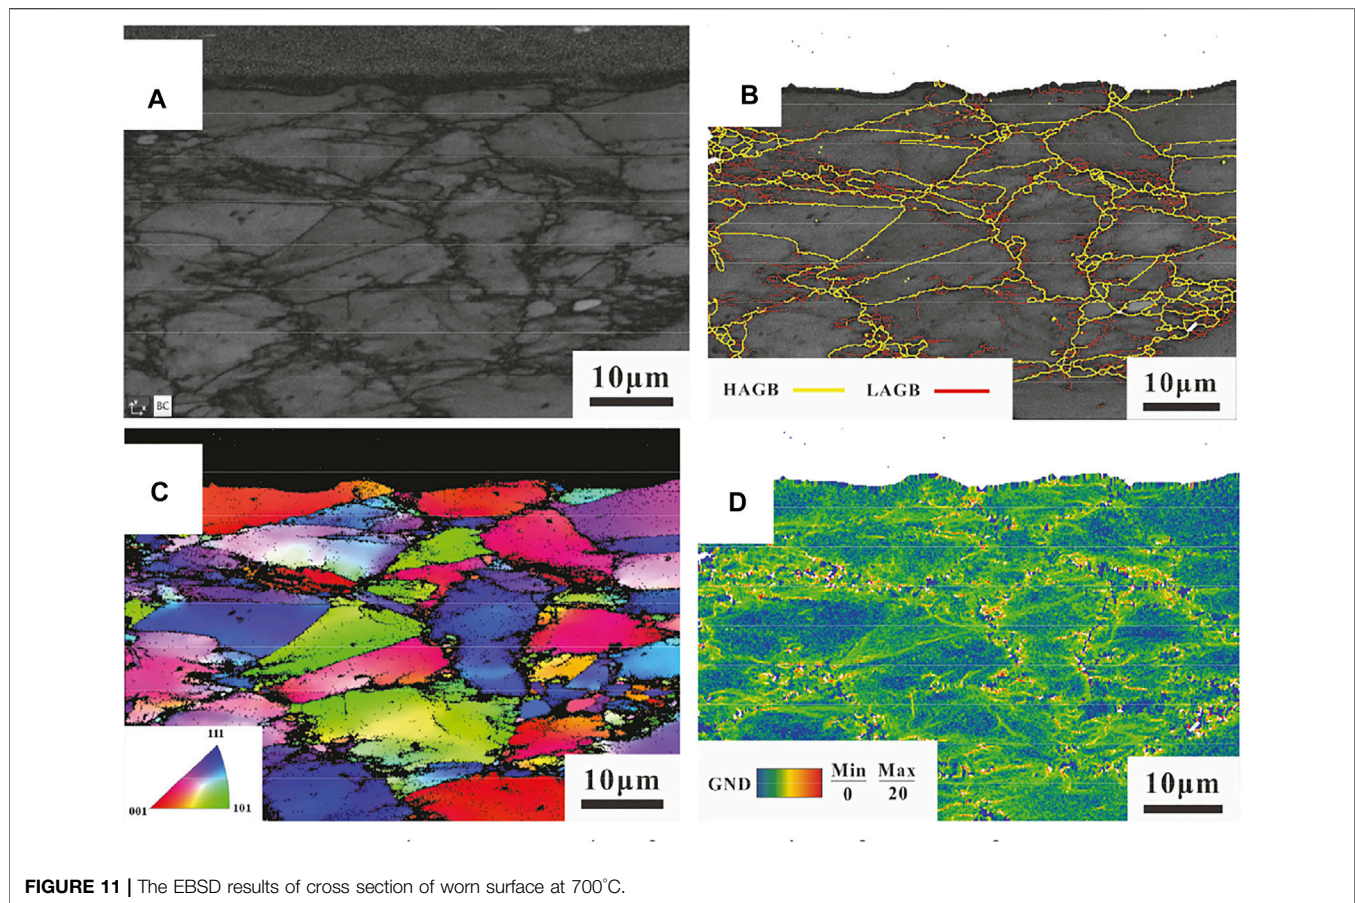 A
10μm
BC
B
HAGB
LAGB
10μm
C
111
001
101
10μm
D
GND
Min
0
Max
20
10μm
FIGURE 11 | The EBSD results of cross section of worn surface at 700°C.